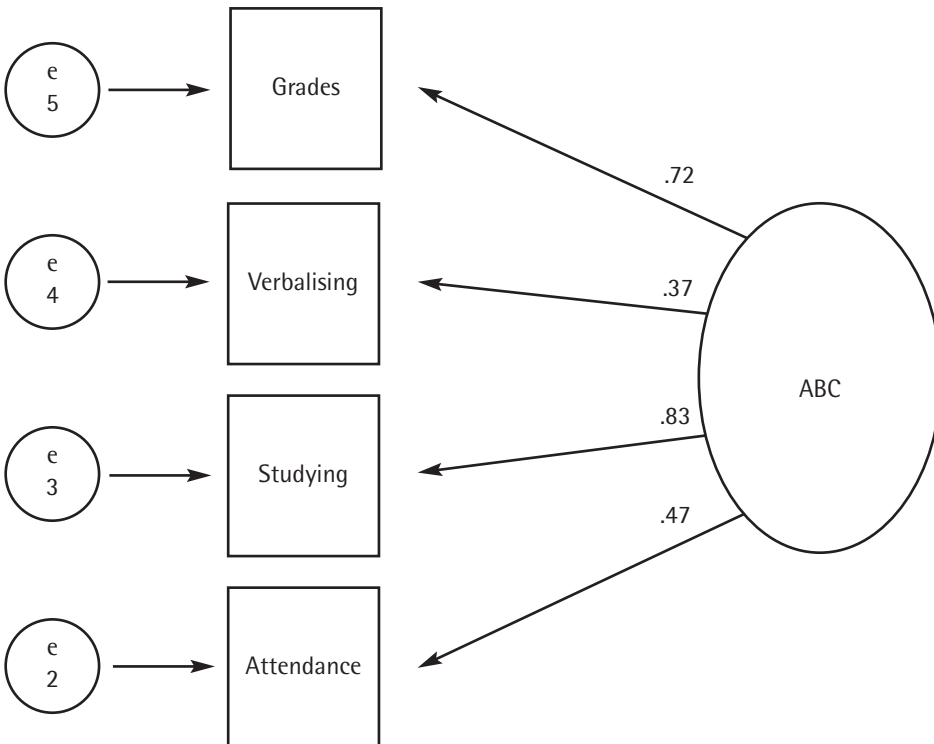 e
5
Grades
.72
e
4
Verbalising
.37
ABC
e
3
Studying
.83
.47
e
2
Attendance